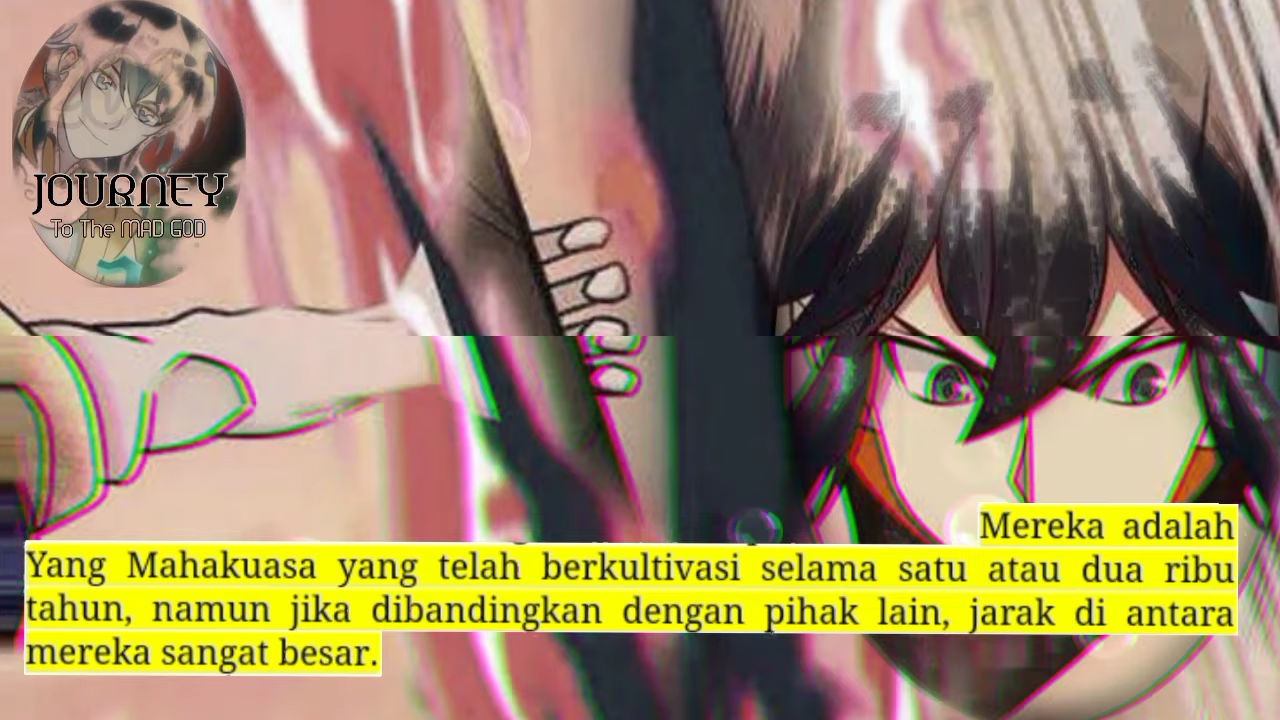 JOURNEY
To The MAD GOD
Mereka adalah
Yang Mahakuasa yang telah berkultivasi selama satu atau dua ribu
tahun, namun jika dibandingkan dengan pihak lain, jarak di antara
mereka sangat besar.